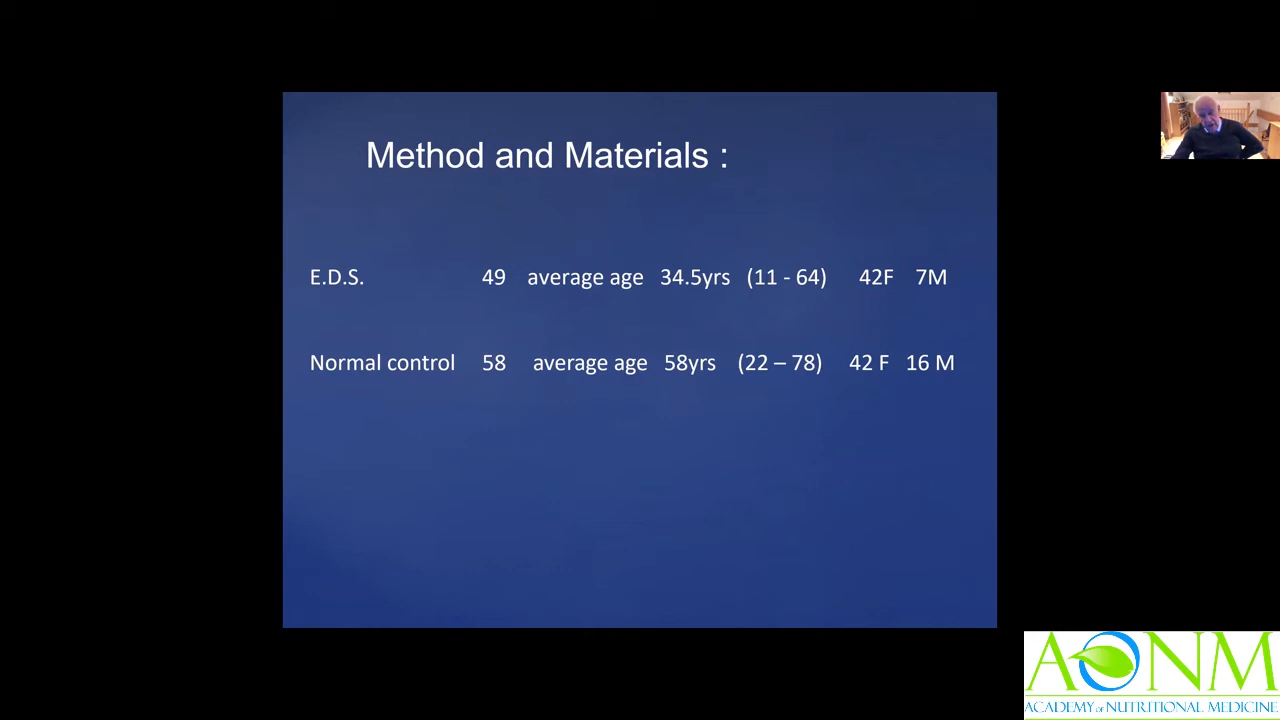 Method and Materials :
E.D.S. 49 average age 34.5yrs (11 - 64) 42F 7M
Normal control 58 average age 58yrs (22 – 78) 42 F 16 M
AONM
ACADEMY of NUTRITIONAL MEDICINE